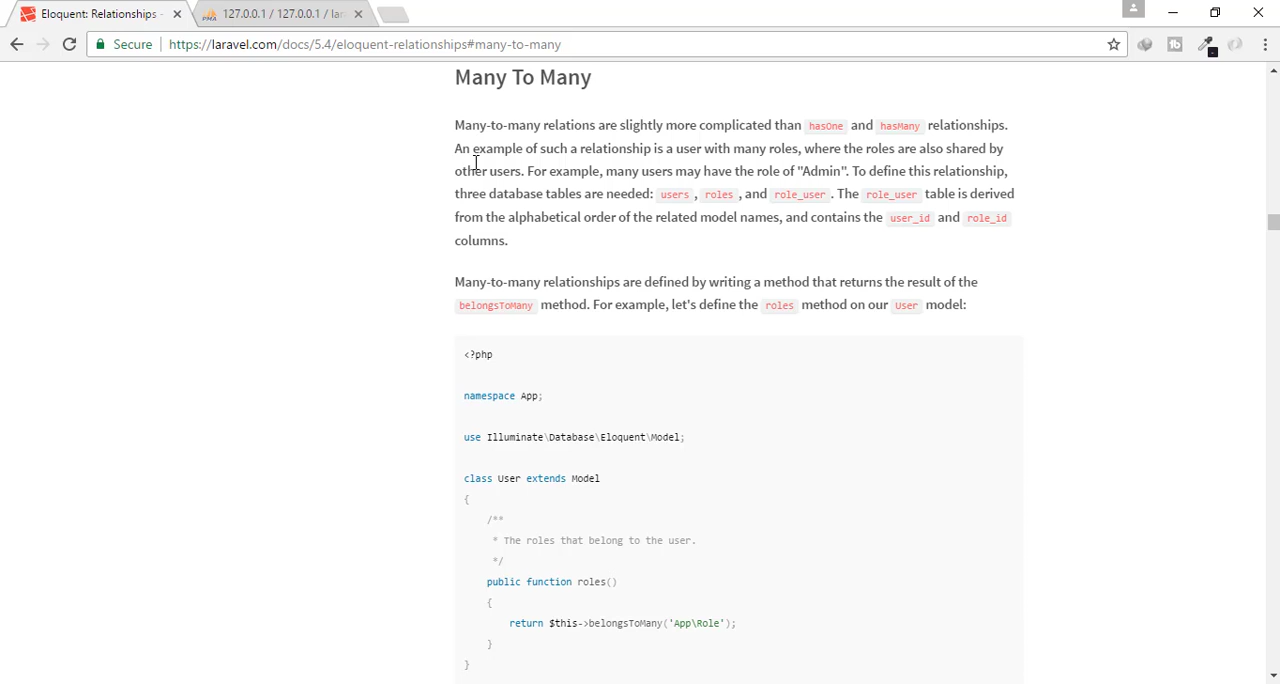 Eloquent: Relationships -
127.0.0.1 / 127.0.0.1 / lar
Secure https://laravel.com/docs/5.4/eloquent-relationships#many-to-many
Many To Many
Many-to-many relations are slightly more complicated than hasOne and hasMany relationships.
An example of such a relationship is a user with many roles, where the roles are also shared by
other users. For example, many users may have the role of "Admin". To define this relationship,
three database tables are needed: users , roles , and role_user . The role_user table is derived
from the alphabetical order of the related model names, and contains the user_id and role_id
columns.
Many-to-many relationships are defined by writing a method that returns the result of the
belongsToMany method. For example, let's define the roles method on our User model:
<?php
namespace App;
use Illuminate\Database\Eloquent\Model;
class User extends Model
{
/**
* The roles that belong to the user.
*/
public function roles()
{
return $this->belongsToMany('App\Role');
}
}